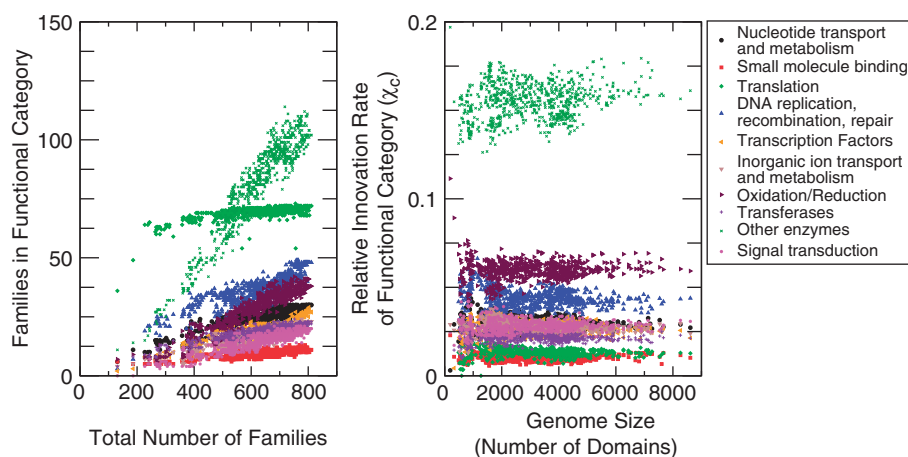 150
100
50
0
Families in Functional Category
0 200 400 600 800 1000
Total Number of Families
0.2
0.1
0
Relative Innovation Rate
of Functional Category (χc)
2000 4000 6000 8000
Genome Size
(Number of Domains)
Nucleotide transport
and metabolism
Small molecule binding
Translation
DNA replication,
recombination, repair
Transcription Factors
Inorganic ion transport
and metabolism
Oxidation/Reduction
Transferases
Other enzymes
Signal transduction